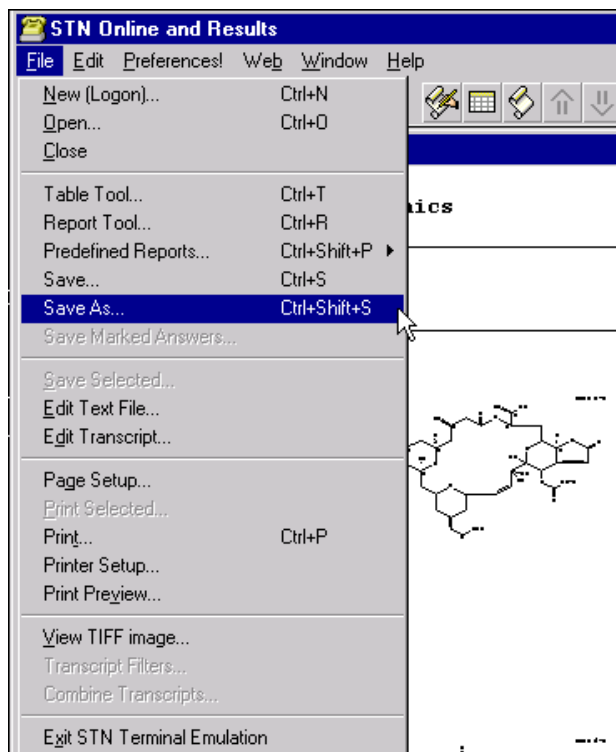 STN Online and Results
File Edit Preferences! Web Window Help
New (Logon)... Ctrl+N
Open... Ctrl+O
Close
Table Tool... Ctrl+T
Report Tool... Ctrl+R
Predefined Reports... Ctrl+Shift+P
Save... Ctrl+S
Save As... Ctrl+Shift+S
Save Marked Answers...
Save Selected...
Edit Text File...
Edit Transcript...
Page Setup...
Print Selected...
Print... Ctrl+P
Printer Setup...
Print Preview...
View TIFF image...
Transcript Filters...
Combine Transcripts...
Exit STN Terminal Emulation
ics